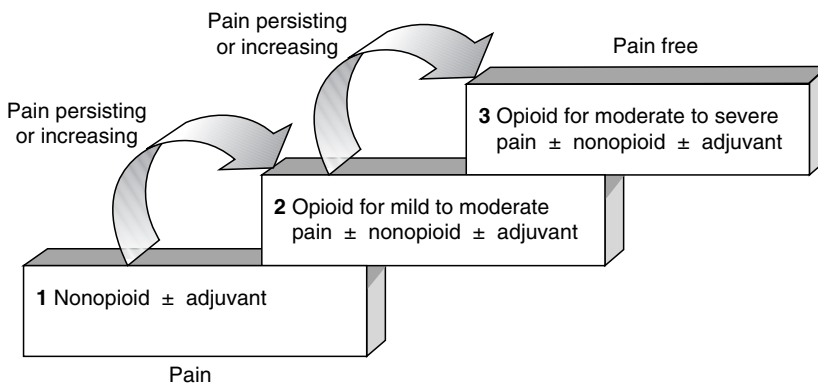 Pain persisting
or increasing
Pain free
Pain persisting
or increasing
3 Opioid for moderate to severe
pain ± nonopioid ± adjuvant
2 Opioid for mild to moderate
pain ± nonopioid ± adjuvant
1 Nonopioid ± adjuvant
Pain